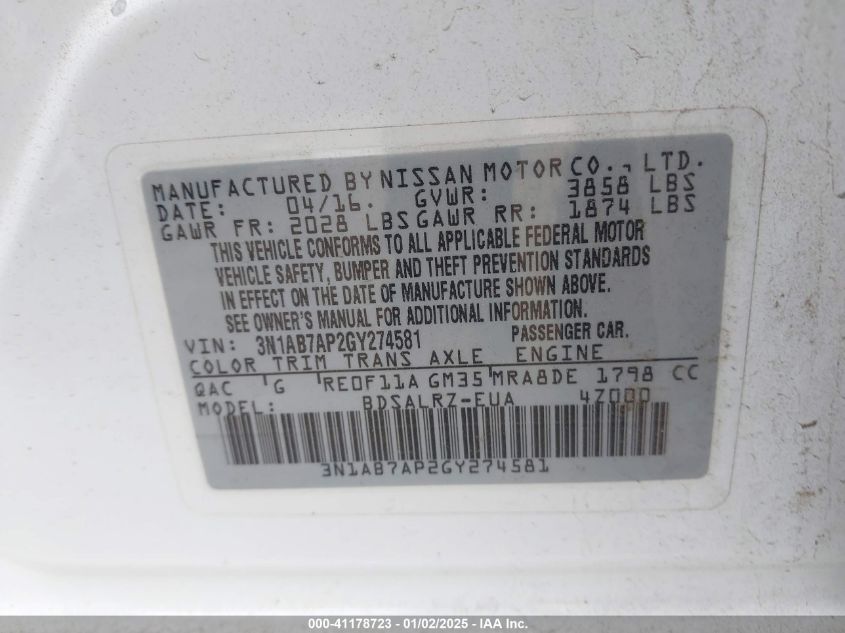 MANUFACTURED BY NISSAN MOTOR CO., LTD.
DATE: 04/16. GVWR: 3858 LBS
GAWR FR: 2028 LBS GAWR RR: 1874 LBS
THIS VEHICLE CONFORMS TO ALL APPLICABLE FEDERAL MOTOR
VEHICLE SAFETY, BUMPER AND THEFT PREVENTION STANDARDS
IN EFFECT ON THE DATE OF MANUFACTURE SHOWN ABOVE.
SEE OWNER'S MANUAL FOR ADDITIONAL INFORMATION.
VIN: 3N1AB7AP2GY274581 PASSENGER CAR.
COLOR TRIM TRANS AXLE ENGINE
QAC G RE0F11A GM35 MRA8DE 1798 CC
MODEL: BDSALRZ-EUA 4Z000
3N1AB7AP2GY274581
000-41178723 - 01/02/2025 - IAA Inc.